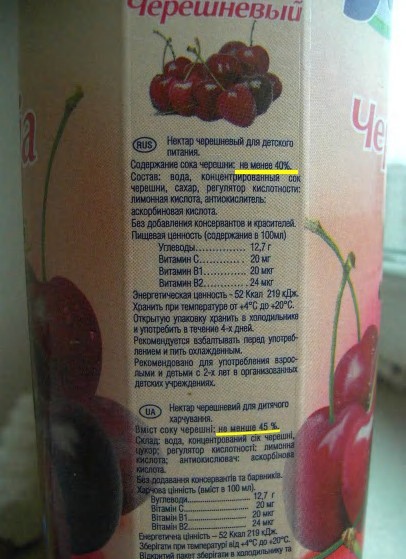 Черешневый
RUS Нектар черешневый для детского
питания.
Содержание сока черешни: не менее 40%.
Состав: вода, концентрированный сок
черешни, сахар, регулятор кислотности:
лимонная кислота, антиокислитель:
аскорбиновая кислота.
Без добавления консервантов и красителей.
Пищевая ценность (содержание в 100мл)
Углеводы.............. 12,7 г
Витамин С............ 20 мг
Витамин В1.......... 20 мкг
Витамин В2.......... 24 мкг
Энергетическая ценность - 52 Ккал 219 кДж.
Хранить при температуре от +4°С до +20°С.
Открытую упаковку хранить в холодильнике
и употребить в течение 4-х дней.
Рекомендуется взбалтывать перед употреб-
лением и пить охлажденным.
Рекомендовано для употребления взрос-
лыми и детьми с 2-х лет в организованных
детских учреждениях.
UA Нектар черешневий для дитячого
харчування.
Вміст соку черешні: не менше 45 %.
Склад: вода, концентрований сік черешні,
цукор; регулятор кислотності: лимонна
кислота; антиокислювач: аскорбінова
кислота.
Без додавання консервантів та барвників.
Харчова цінність (вміст в 100 мл)
Вуглеводи................ 12,7 г
Вітамін С................ 20 мг
Вітамін В1............... 20 мкг
Вітамін В2............... 24 мкг
Енергетична цінність – 52 Ккал 219 кДж.
Зберігати при температурі від +4°С до +20°С.
Відкритий пакет зберігати в холодильнику та